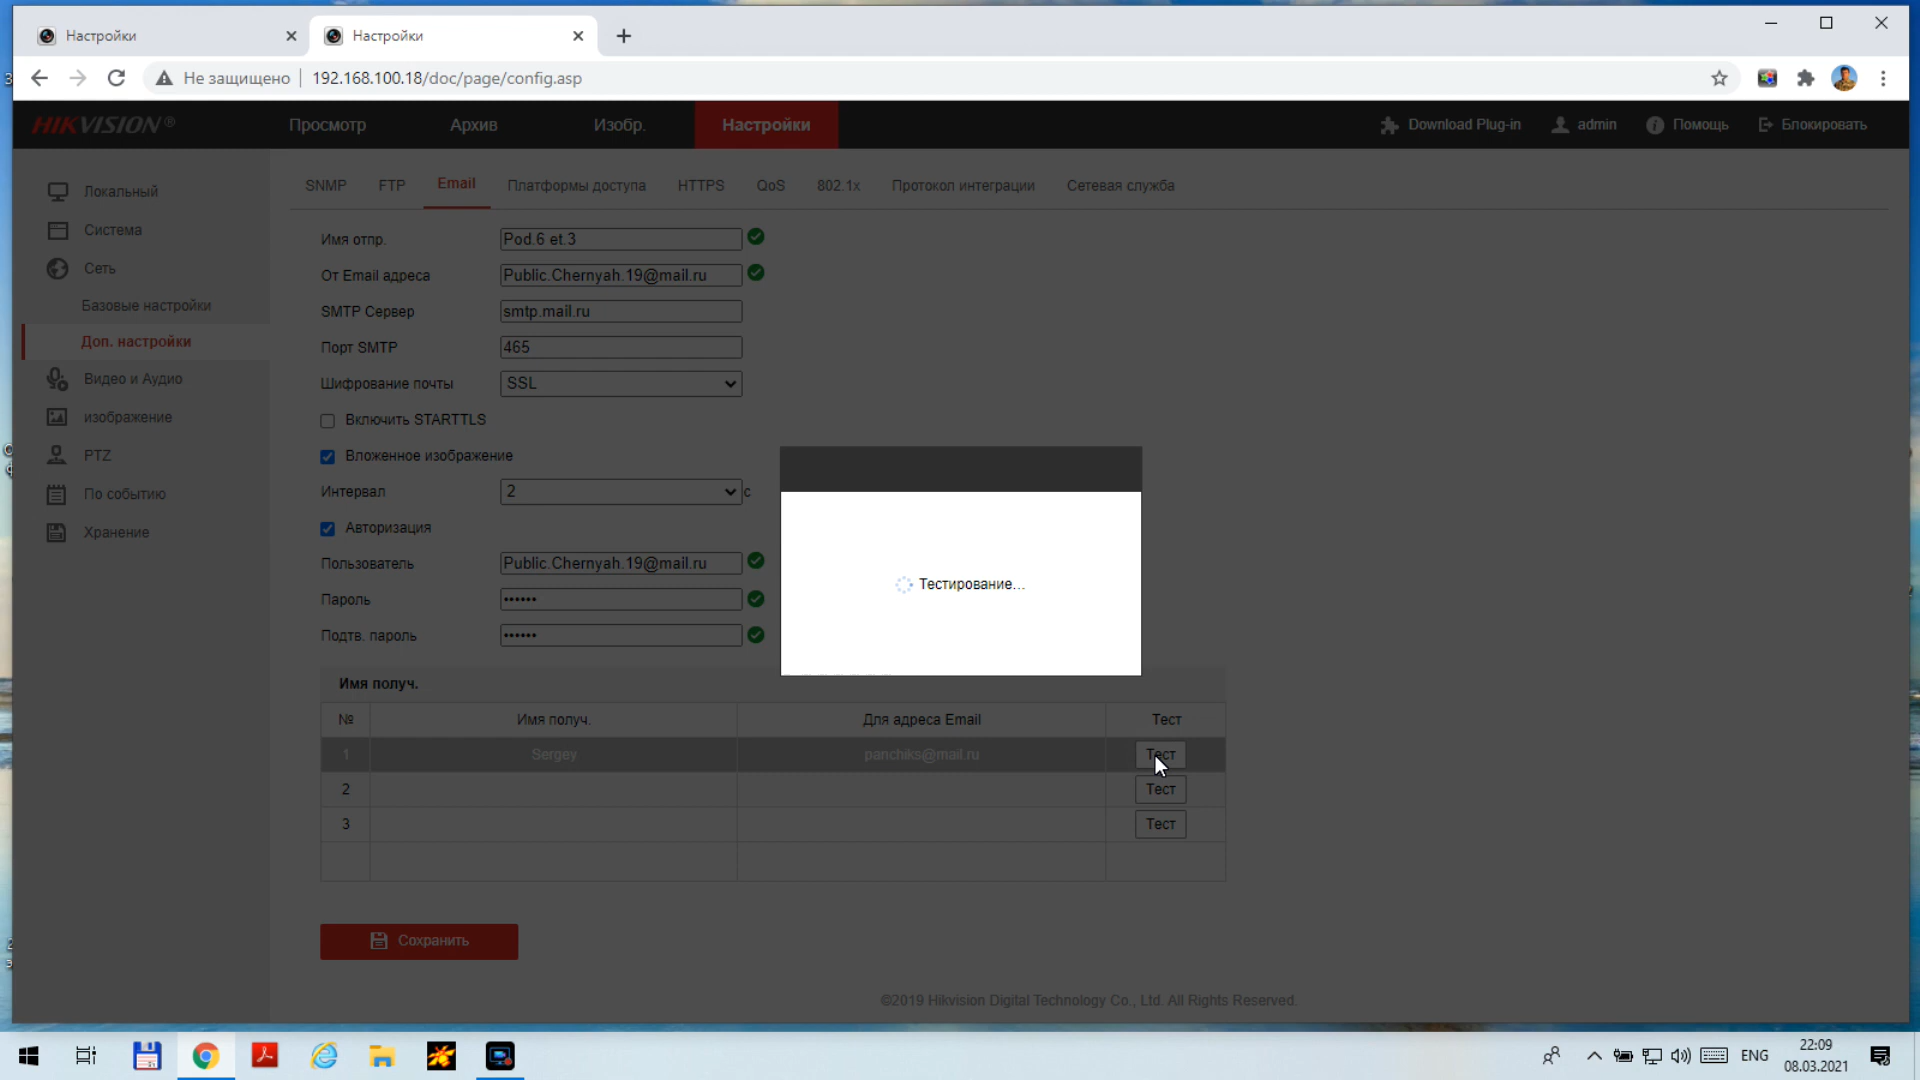 Настройки
Настройки
Не защищено
192.168.100.18/doc/page/config.asp
HIKVISION®
Просмотр
Архив
Изобр.
Настройки
Download Plug-in
admin
Помощь
Блокировать
Локальный
Система
Сеть
Базовые настройки
Доп. настройки
Видео и Аудио
изображение
PTZ
По событию
Хранение
SNMP
FTP
Email
Платформы доступа
HTTPS
QoS
802.1x
Протокол интеграции
Сетевая служба
Имя отпр.
Pod.6 et.3
От Email адреса
Public.Chernyah.19@mail.ru
SMTP Сервер
smtp.mail.ru
Порт SMTP
465
Шифрование почты
SSL
Включить STARTTLS
Вложенное изображение
Интервал
2
с
Авторизация
Пользователь
Public.Chernyah.19@mail.ru
Пароль
••••••
Подтв. пароль
••••••
Тестирование...
Имя получ.
№
Имя получ.
Для адреса Email
Тест
1
Sergey
panchiks@mail.ru
Тест
2
Тест
3
Тест
Сохранить
©2019 Hikvision Digital Technology Co., Ltd. All Rights Reserved.
ENG
22:09
08.03.2021